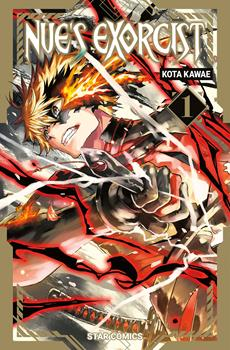 NUE'S EXORCIST
KOTA KAWAE
1
STAR COMICS